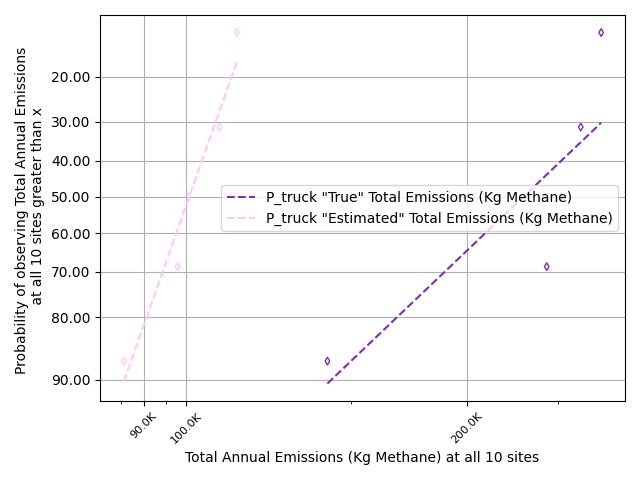 Probability of observing Total Annual Emissions
at all 10 sites greater than x
20.00
30.00
40.00
50.00
60.00
70.00
80.00
90.00
P_truck "True" Total Emissions (Kg Methane)
P_truck "Estimated" Total Emissions (Kg Methane)
90.0K
100.0K
200.0K
Total Annual Emissions (Kg Methane) at all 10 sites